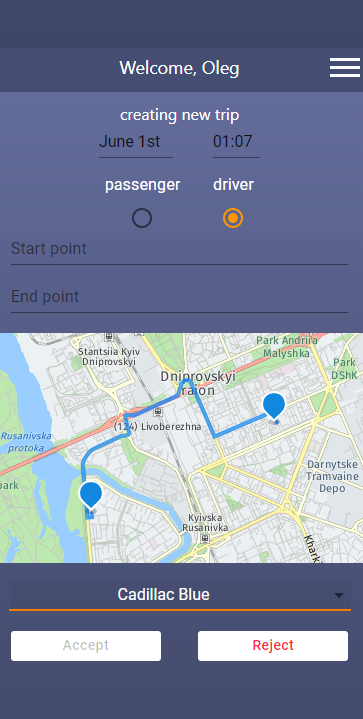 Welcome, Oleg
creating new trip
June 1st 01:07
passenger driver
Start point
End point
Park Andriia
Malyshka
Stantsiia Kyiv
Dniprovskyi
Park
DShK
Dniprovskyi
raion
(124) Livoberezhna
Rusanivska
protoka
park
Darnytske
Tramvaine
Depo
Kyivska
Rusanivka
Khark
Cadillac Blue
Accept Reject